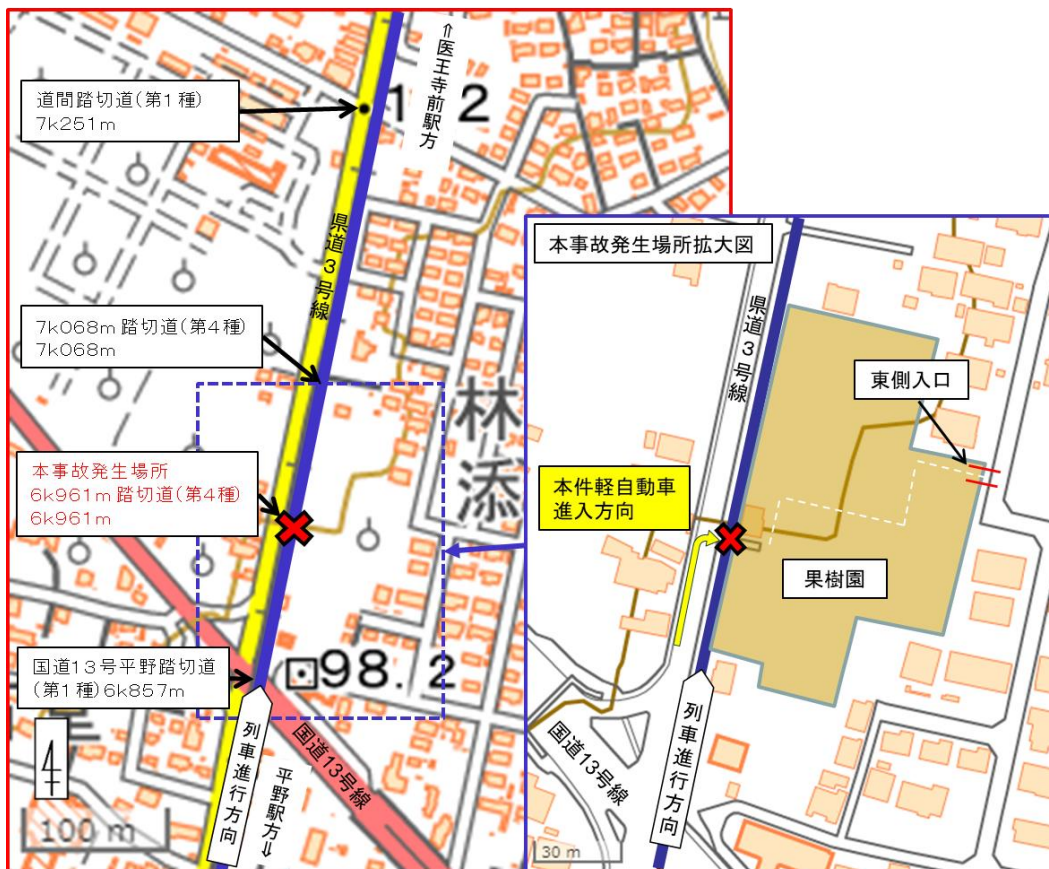 ⇑医王寺前駅方
道間踏切道(第1種)
7k251m
1 2
県道3号線
7k068m踏切道(第4種)
7k068m
林添
本事故発生場所
6k961m踏切道(第4種)
6k961m
国道13号平野踏切道
(第1種)6k857m
98.2
国道13号線
列車進行方向
平野駅方⇓
100 m
本事故発生場所拡大図
県道3号線
東側入口
本件軽自動車
進入方向
果樹園
国道13号線
列車進行方向
30 m